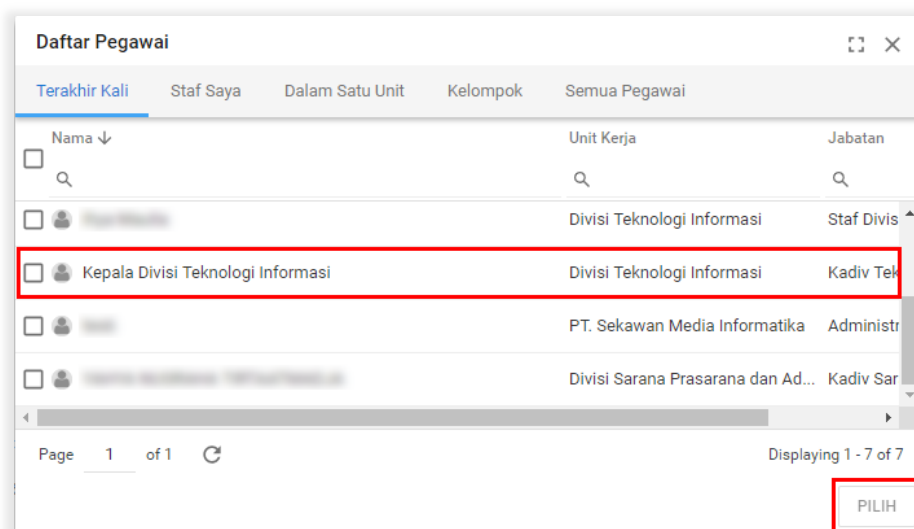 Daftar Pegawai
Terakhir Kali Staf Saya Dalam Satu Unit Kelompok Semua Pegawai
Nama Unit Kerja Jabatan
Divisi Teknologi Informasi Staf Divis
Kepala Divisi Teknologi Informasi Divisi Teknologi Informasi Kadiv Tek
PT. Sekawan Media Informatika Administr
Divisi Sarana Prasarana dan Ad... Kadiv Sar
Page 1 of 1 Displaying 1 - 7 of 7
PILIH